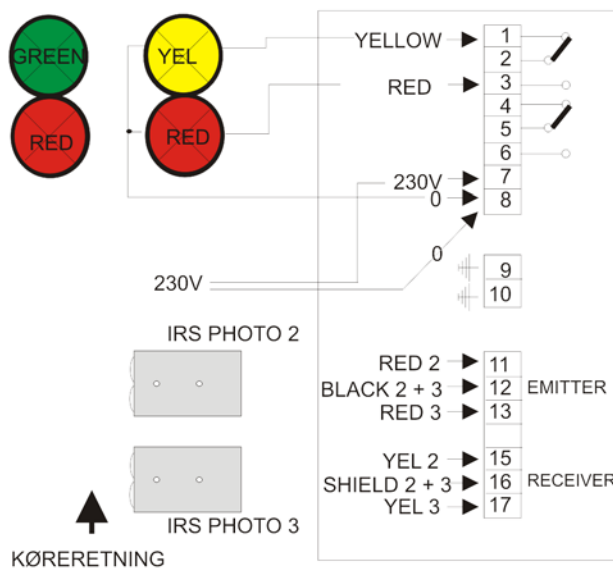 GREEN
RED
YEL
RED
YELLOW
RED
230V
0
0
230V
1
2
3
4
5
6
7
8
9
10
IRS PHOTO 2
IRS PHOTO 3
KØRERETNING
RED 2
11
BLACK 2 + 3
12
EMITTER
RED 3
13
YEL 2
15
SHIELD 2 + 3
16
RECEIVER
YEL 3
17